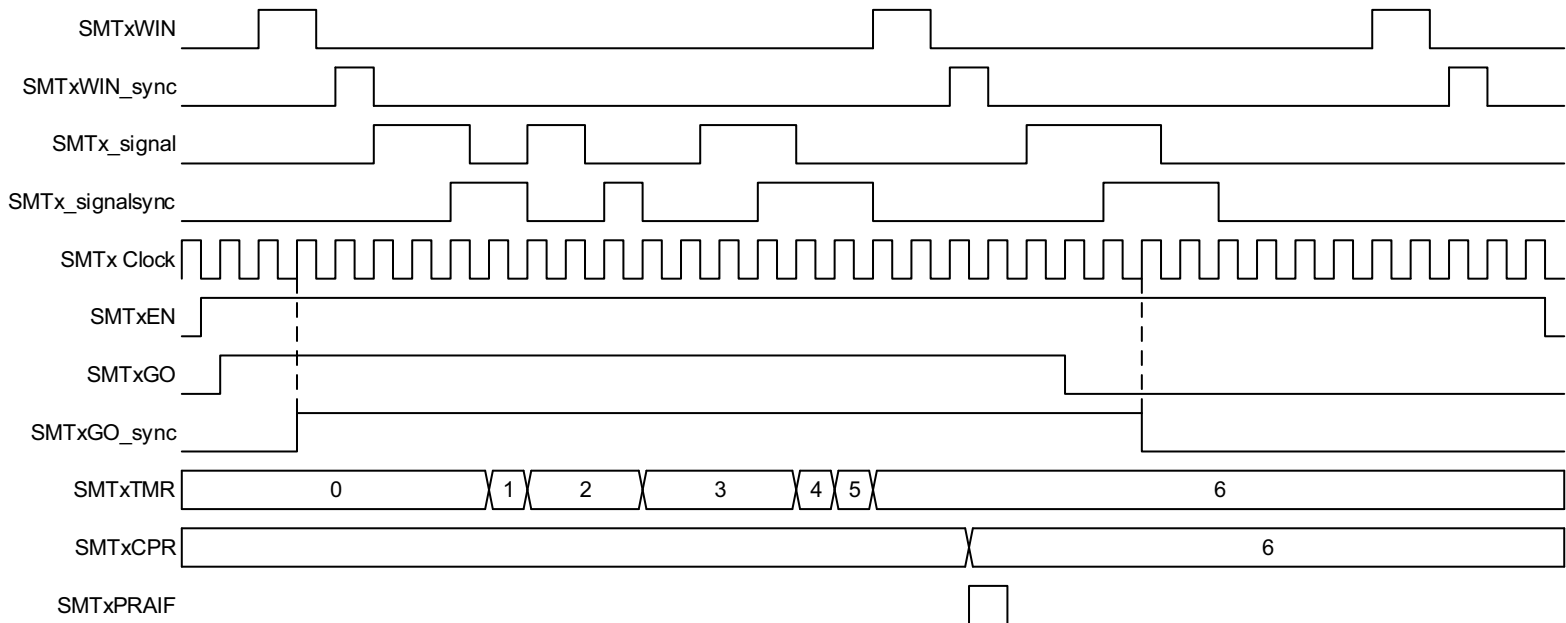 SMTxWIN
SMTxWIN_sync
SMTx_signal
SMTx_signalsync
SMTx Clock
SMTxEN
SMTxGO
SMTxGO_sync
SMTxTMR 0 1 2 3 4 5 6
SMTxCPR 6
SMTxPRAIF